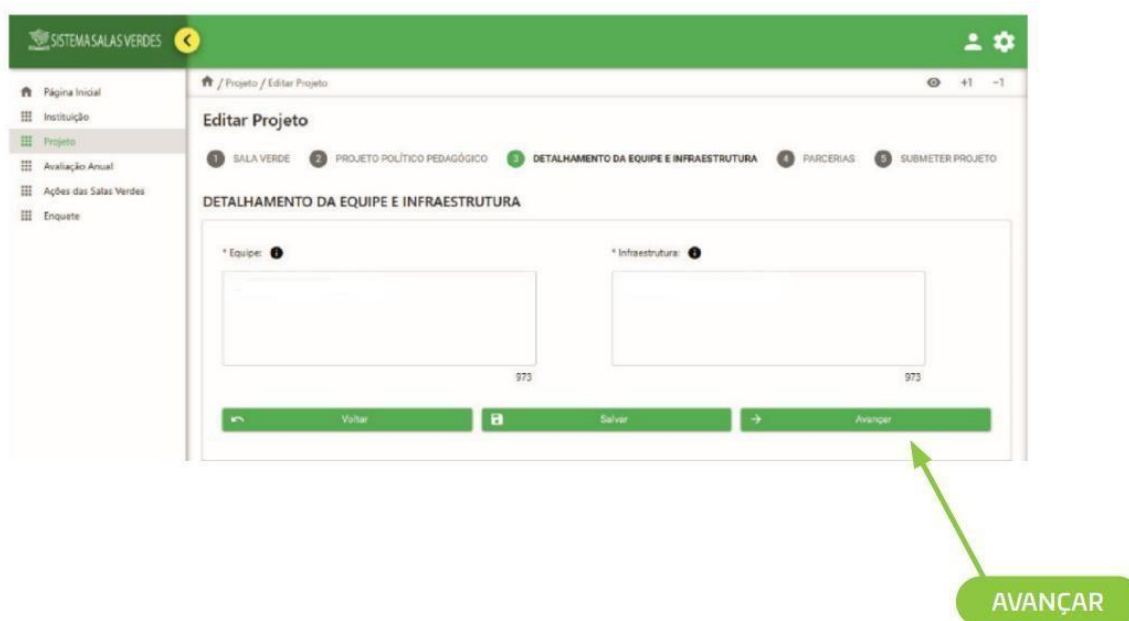 SISTEMA SALAS VERDES
/ Projeto / Editar Projeto
+1 -1
Página Inicial
Instituição
Projeto
Avaliação Anual
Ações das Salas Verdes
Enquete
Editar Projeto
1 SALA VERDE 2 PROJETO POLÍTICO PEDAGÓGICO 3 DETALHAMENTO DA EQUIPE E INFRAESTRUTURA 4 PARCERIAS 5 SUBMETER PROJETO
DETALHAMENTO DA EQUIPE E INFRAESTRUTURA
* Equipe: * Infraestrutura:
973 973
Voltar Salvar Avançar
AVANÇAR